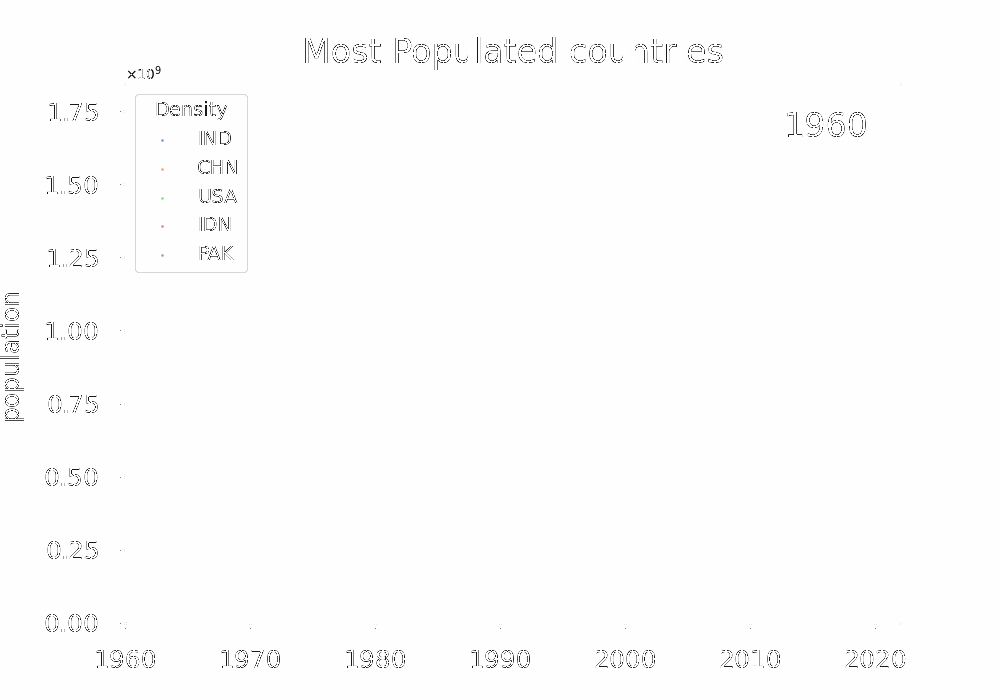 Most Populated countries
×10⁹
1.75
1.50
1.25
1.00
0.75
0.50
0.25
0.00
population
Density
IND
CHN
USA
IDN
PAK
1960
1960 1970 1980 1990 2000 2010 2020